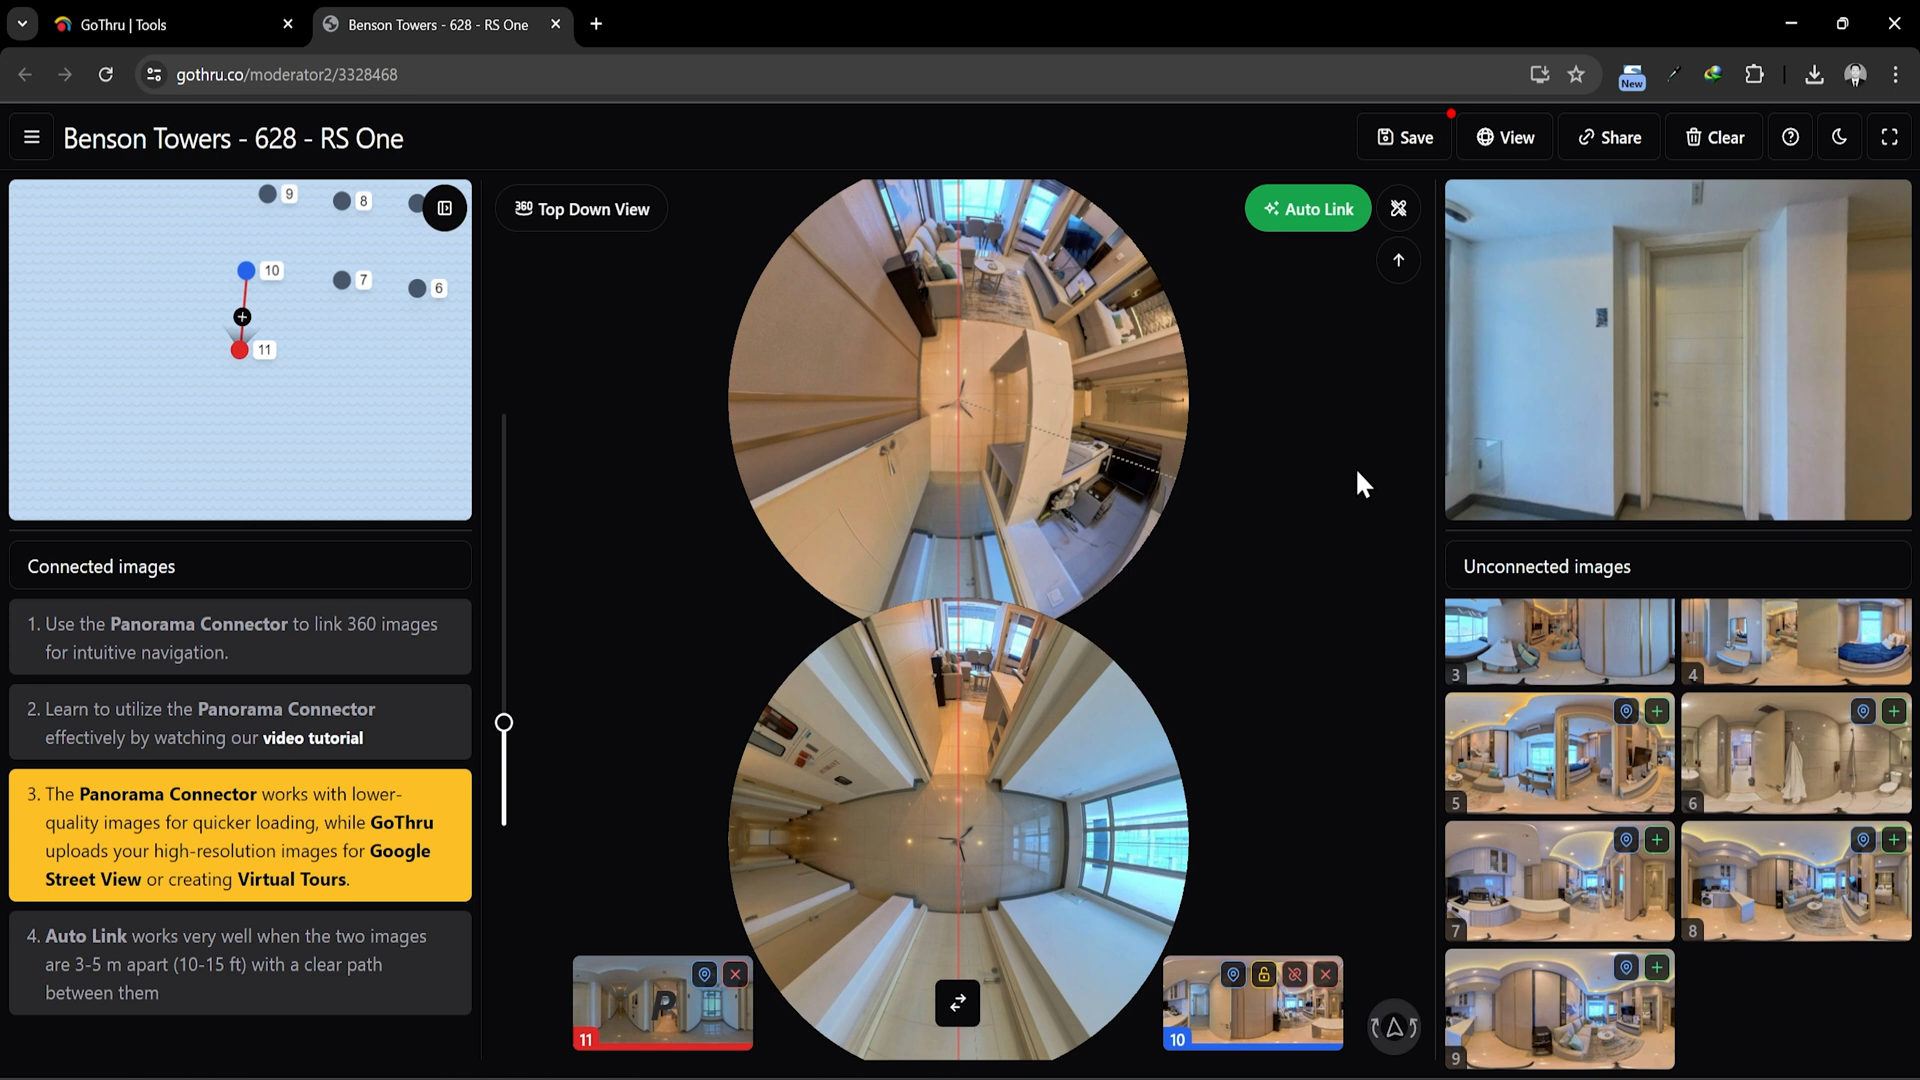 GoThru | Tools
Benson Towers - 628 - RS One
gothru.co/moderator2/3328468
New
Benson Towers - 628 - RS One
Save
View
Share
Clear
9
8
10
7
6
11
360 Top Down View
Auto Link
Connected images
1. Use the Panorama Connector to link 360 images
for intuitive navigation.
2. Learn to utilize the Panorama Connector
effectively by watching our video tutorial
3. The Panorama Connector works with lower-
quality images for quicker loading, while GoThru
uploads your high-resolution images for Google
Street View or creating Virtual Tours.
4. Auto Link works very well when the two images
are 3-5 m apart (10-15 ft) with a clear path
between them
P
11
10
Unconnected images
3
4
5
6
7
8
9